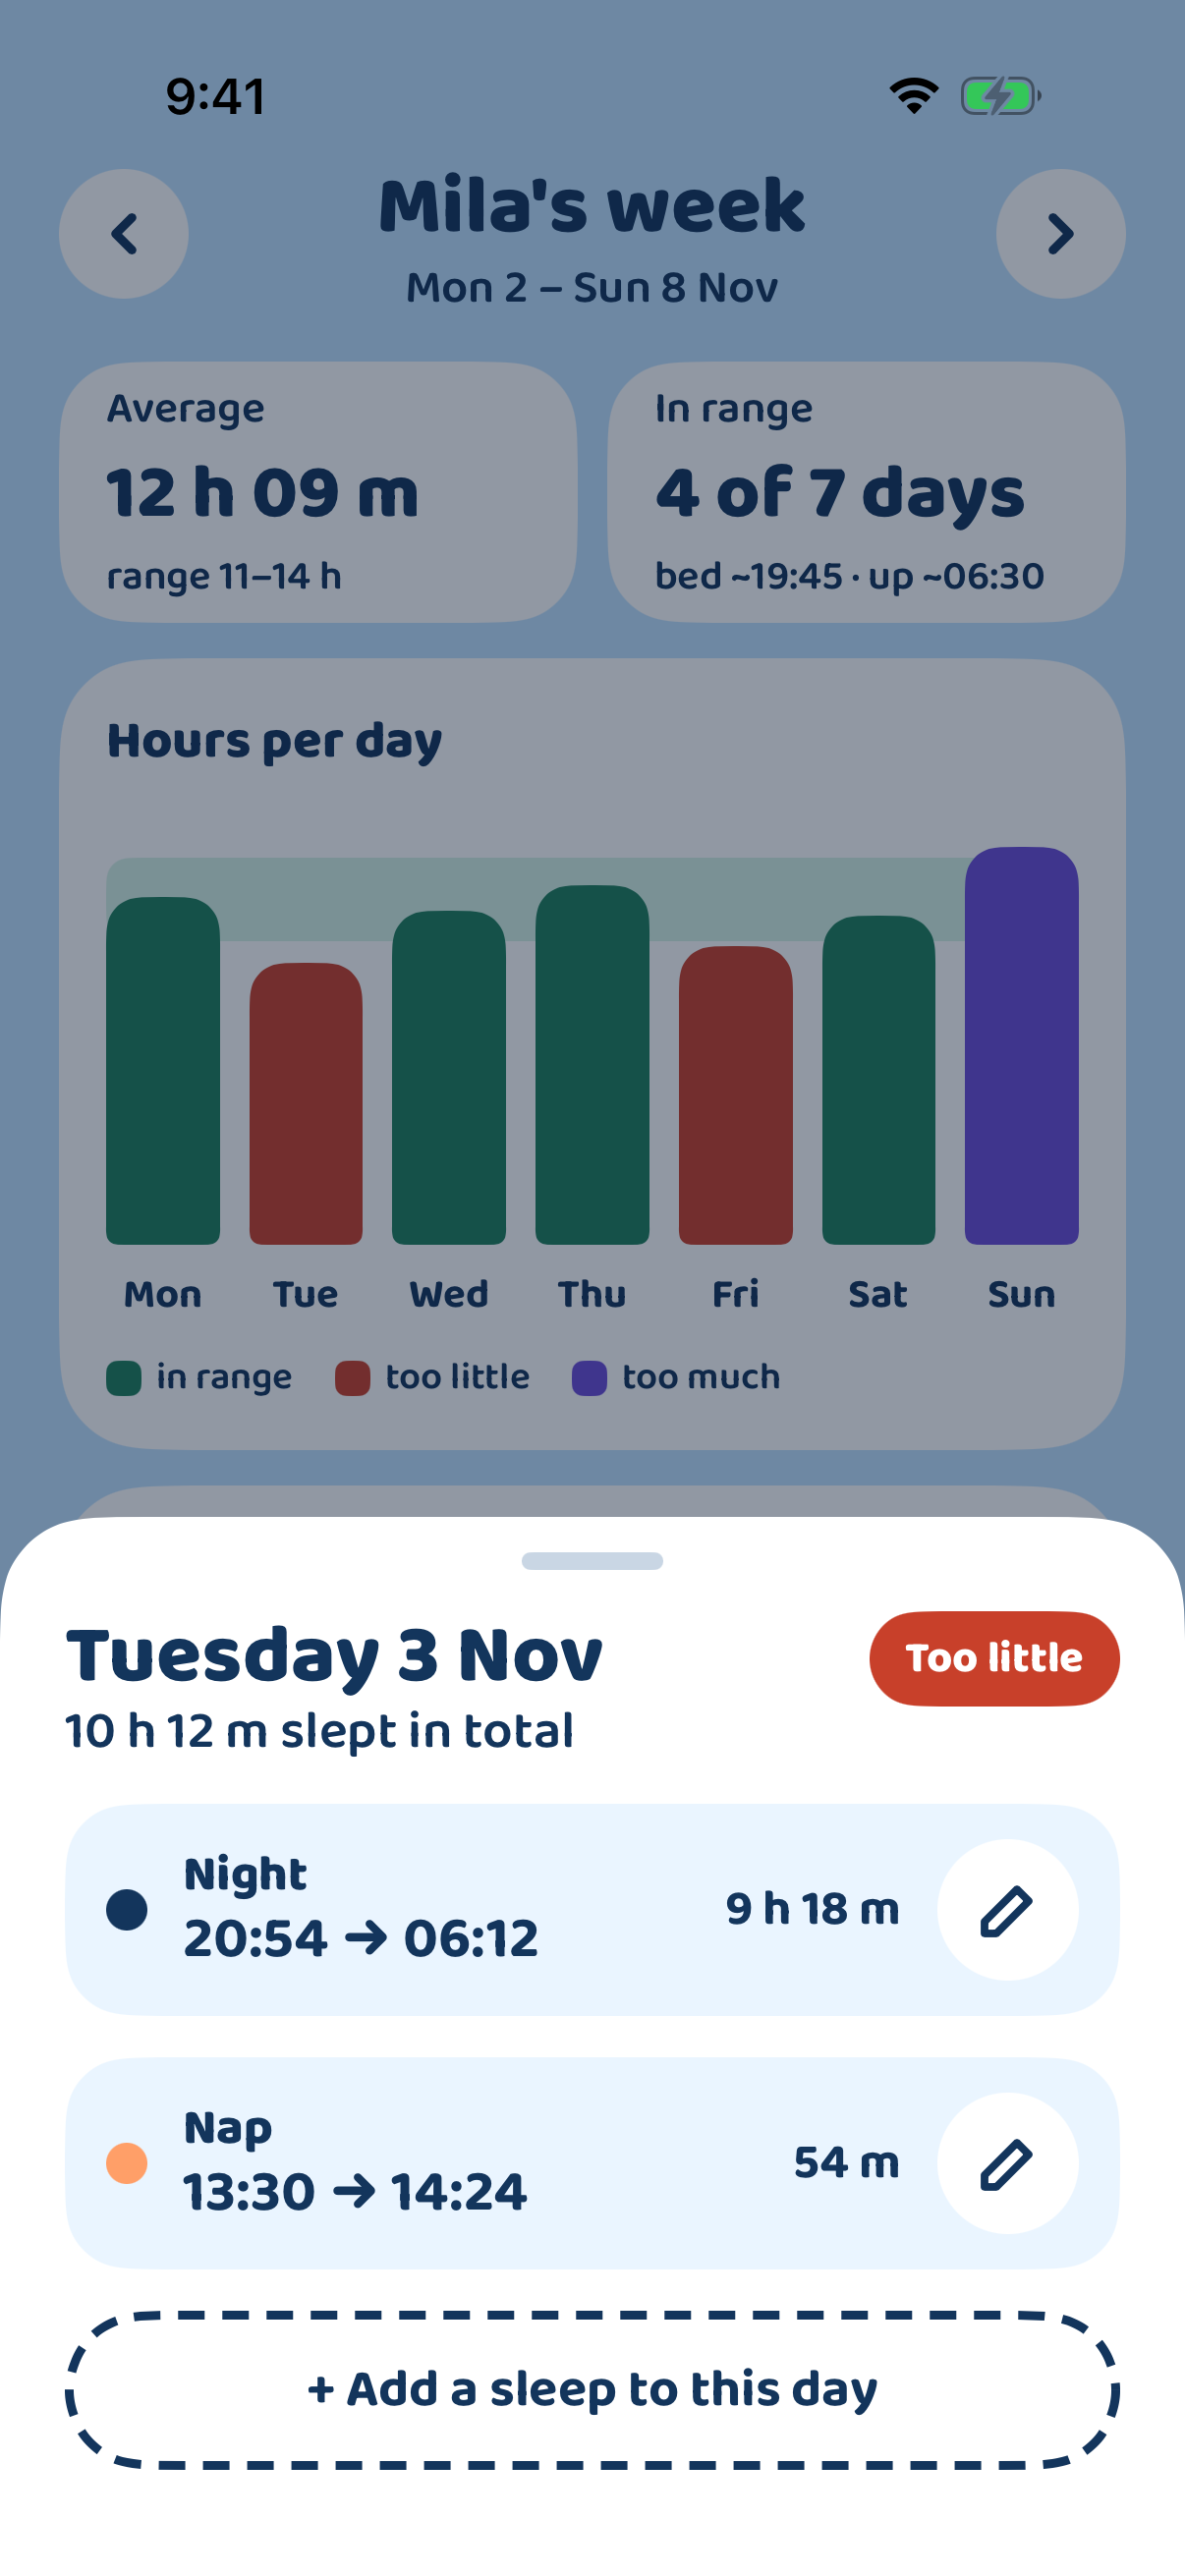 9:41
Mila's week
Mon 2 – Sun 8 Nov
Average
12 h 09 m
range 11–14 h
In range
4 of 7 days
bed ~19:45 · up ~06:30
Hours per day
Mon Tue Wed Thu Fri Sat Sun
in range too little too much
Tuesday 3 Nov
Too little
10 h 12 m slept in total
Night
20:54 → 06:12
9 h 18 m
Nap
13:30 → 14:24
54 m
+ Add a sleep to this day